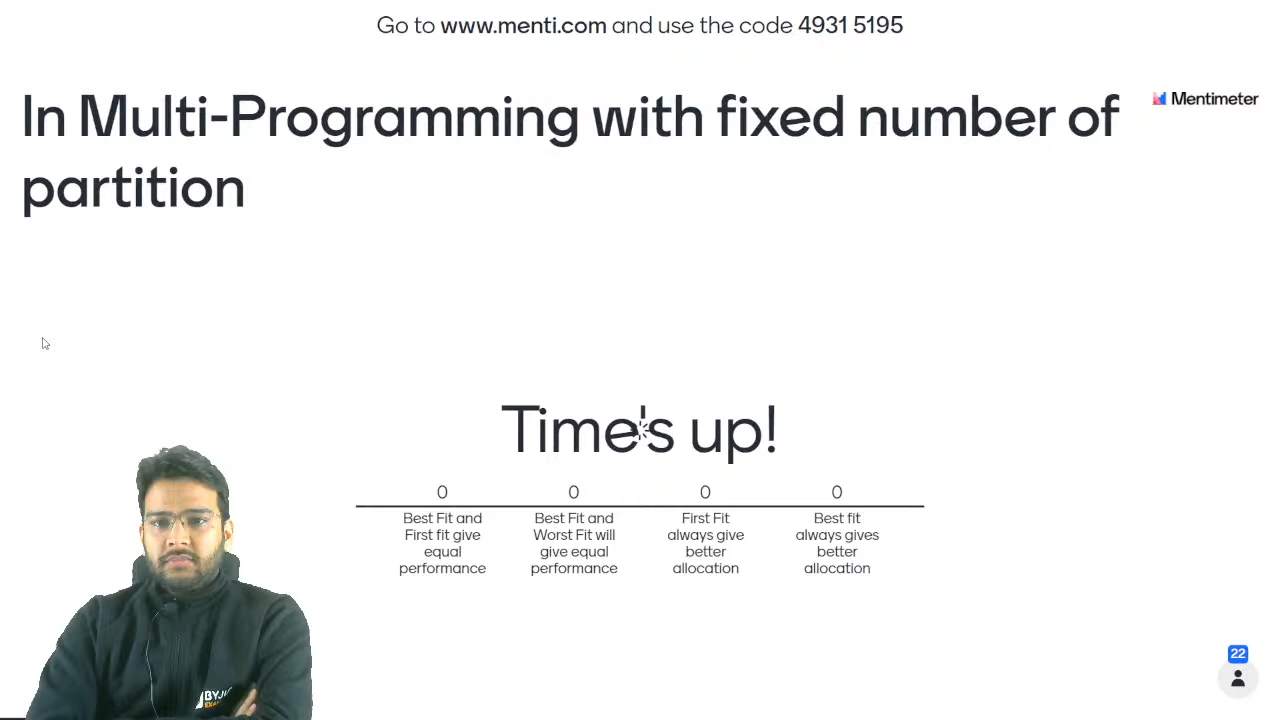 Go to www.menti.com and use the code 4931 5195
In Multi-Programming with fixed number of
partition
Mentimeter
Time's up!
0
0
0
0
Best Fit and
First fit give
equal
performance
Best Fit and
Worst Fit will
give equal
performance
First Fit
always give
better
allocation
Best fit
always gives
better
allocation
22